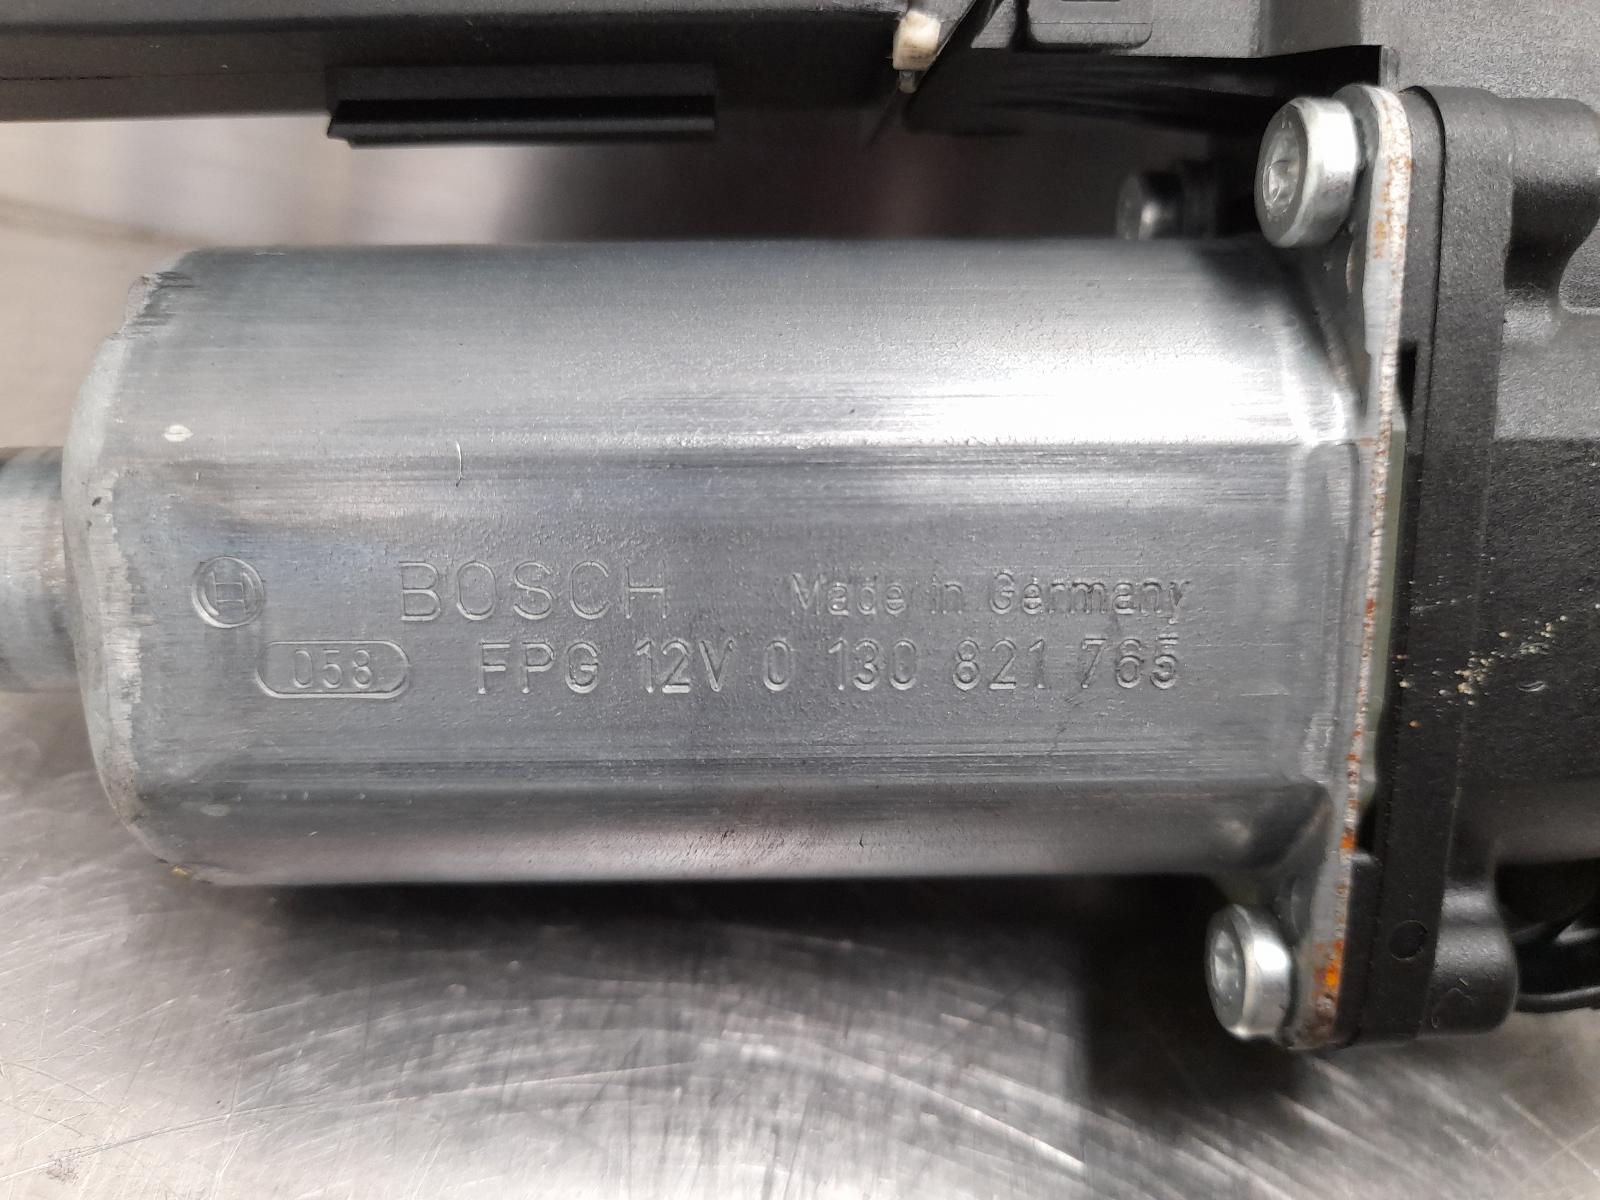 BOSCH Made in Germany
058 FPG 12V 0 130 821 765